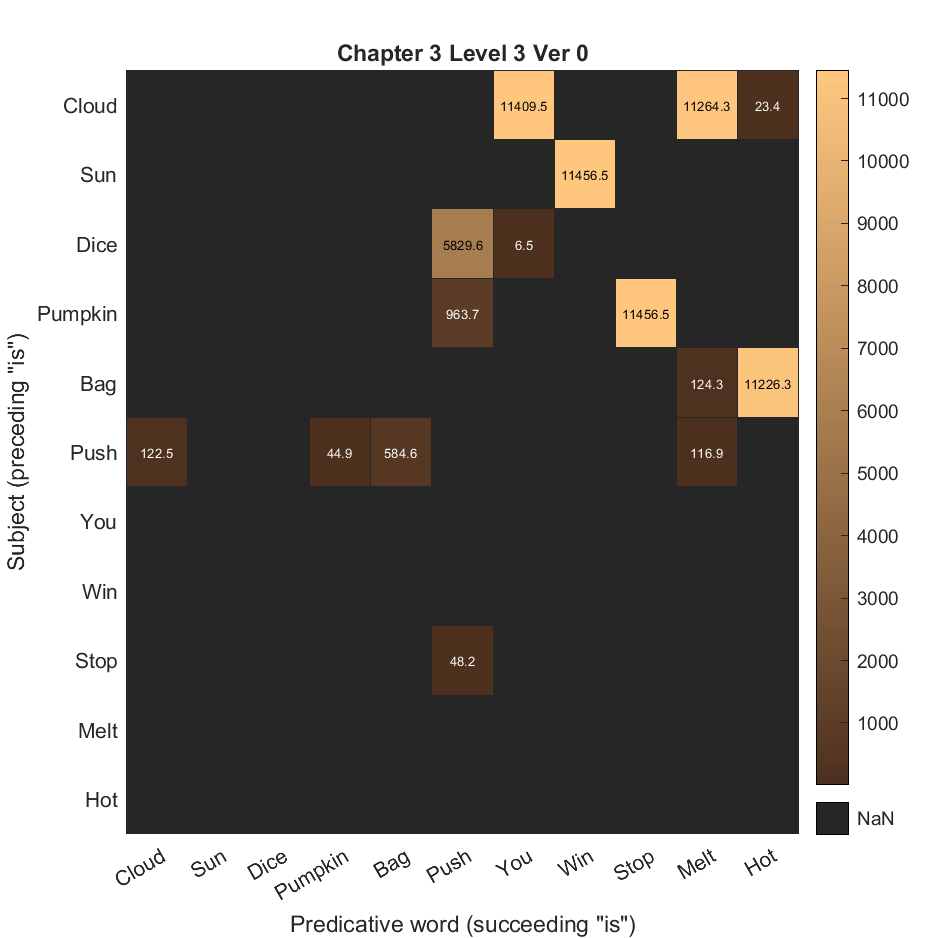 Chapter 3 Level 3 Ver 0
Subject (preceding "is")
Cloud 11409.5 11264.3 23.4
Sun 11456.5
Dice 5829.6 6.5
Pumpkin 963.7 11456.5
Bag 124.3 11226.3
Push 122.5 44.9 584.6 116.9
You
Win
Stop 48.2
Melt
Hot
Cloud Sun Dice Pumpkin Bag Push You Win Stop Melt Hot
Predicative word (succeeding "is")
11000
10000
9000
8000
7000
6000
5000
4000
3000
2000
1000
NaN